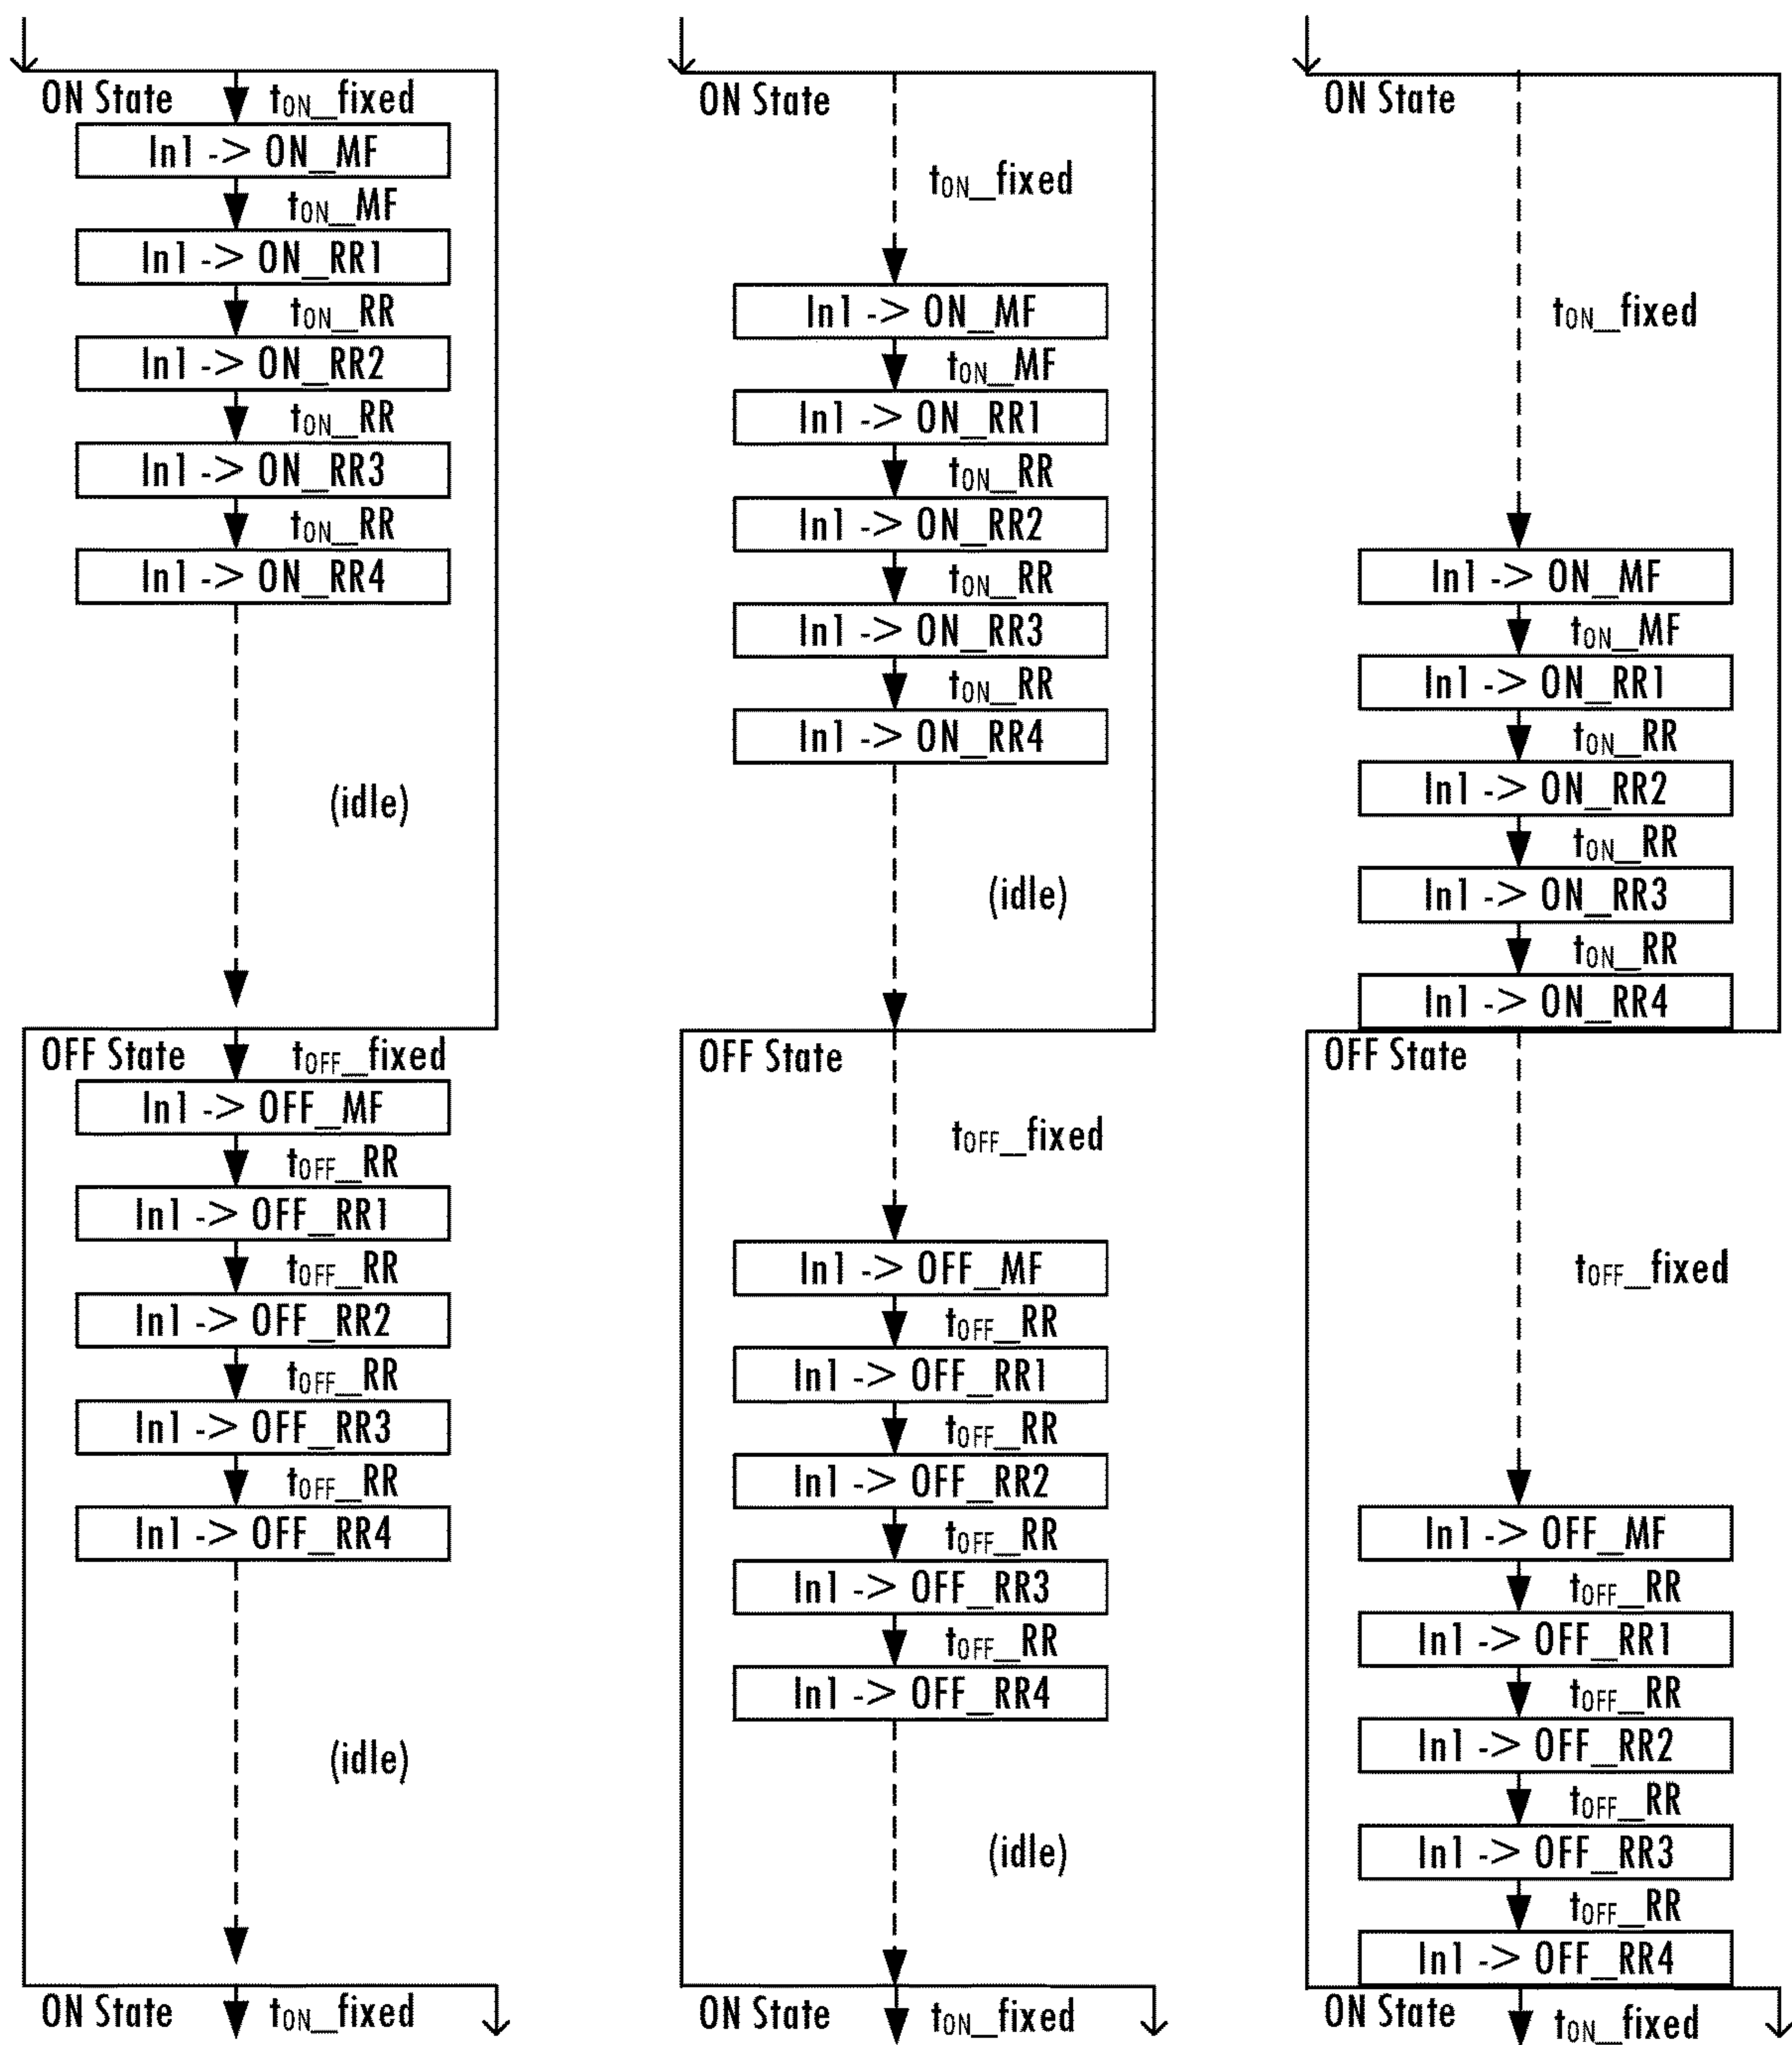 ON State
tON_fixed
In1 -> ON_MF
tON_MF
In1 -> ON_RR1
tON_RR
In1 -> ON_RR2
tON_RR
In1 -> ON_RR3
tON_RR
In1 -> ON_RR4
(idle)
OFF State
tOFF_fixed
In1 -> OFF_MF
tOFF_RR
In1 -> OFF_RR1
tOFF_RR
In1 -> OFF_RR2
tOFF_RR
In1 -> OFF_RR3
tOFF_RR
In1 -> OFF_RR4
(idle)
ON State
tON_fixed
ON State
tON_fixed
In1 -> ON_MF
tON_MF
In1 -> ON_RR1
tON_RR
In1 -> ON_RR2
tON_RR
In1 -> ON_RR3
tON_RR
In1 -> ON_RR4
(idle)
OFF State
tOFF_fixed
In1 -> OFF_MF
tOFF_RR
In1 -> OFF_RR1
tOFF_RR
In1 -> OFF_RR2
tOFF_RR
In1 -> OFF_RR3
tOFF_RR
In1 -> OFF_RR4
(idle)
ON State
tON_fixed
ON State
tON_fixed
In1 -> ON_MF
tON_MF
In1 -> ON_RR1
tON_RR
In1 -> ON_RR2
tON_RR
In1 -> ON_RR3
tON_RR
In1 -> ON_RR4
OFF State
tOFF_fixed
In1 -> OFF_MF
tOFF_RR
In1 -> OFF_RR1
tOFF_RR
In1 -> OFF_RR2
tOFF_RR
In1 -> OFF_RR3
tOFF_RR
In1 -> OFF_RR4
ON State
tON_fixed